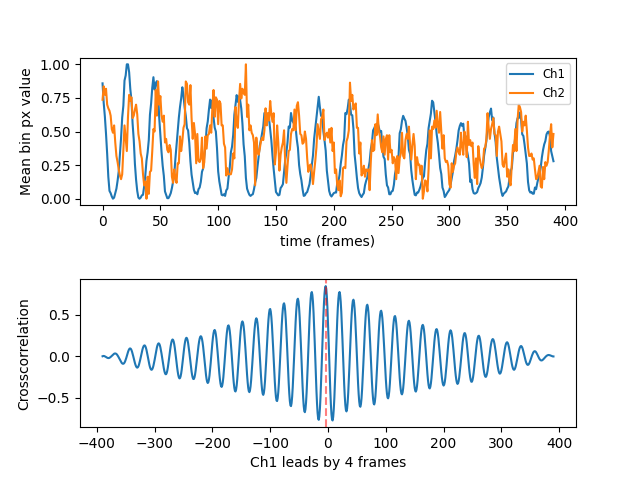 1.00
0.75
0.50
0.25
0.00
Mean bin px value
Ch1
Ch2
0 50 100 150 200 250 300 350 400
time (frames)
0.5
0.0
−0.5
Crosscorrelation
−400 −300 −200 −100 0 100 200 300 400
Ch1 leads by 4 frames